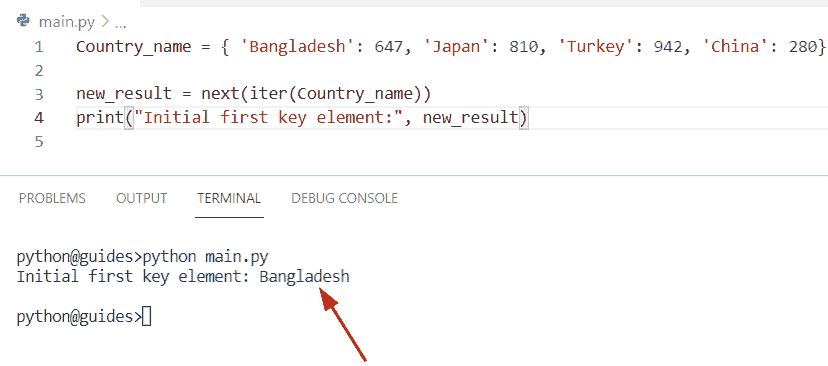 main.py > ...
1 Country_name = { 'Bangladesh': 647, 'Japan': 810, 'Turkey': 942, 'China': 280}
2
3 new_result = next(iter(Country_name))
4 print("Initial first key element:", new_result)
5
PROBLEMS OUTPUT TERMINAL DEBUG CONSOLE
python@guides>python main.py
Initial first key element: Bangladesh
python@guides>